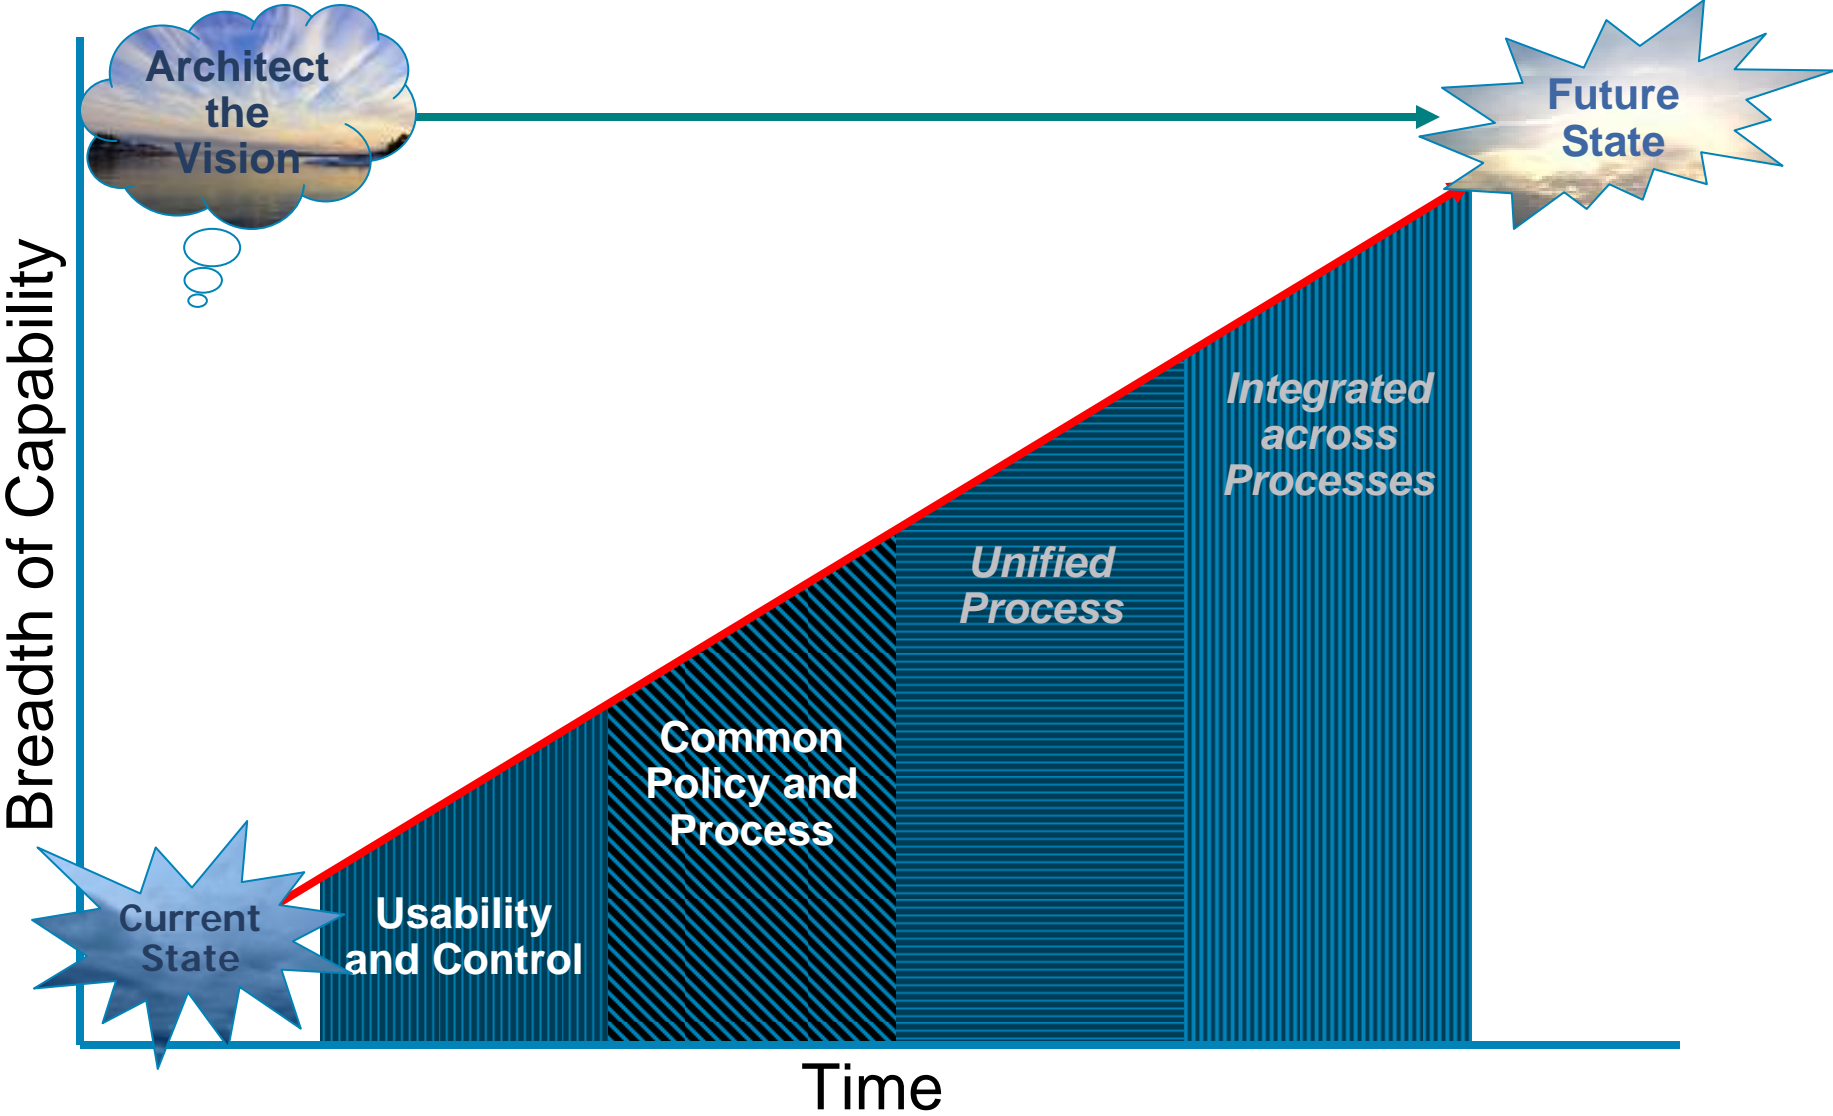 Architect
the
Vision
Future
State
Breadth of Capability
Integrated
across
Processes
Unified
Process
Common
Policy and
Process
Usability
and Control
Current
State
Time